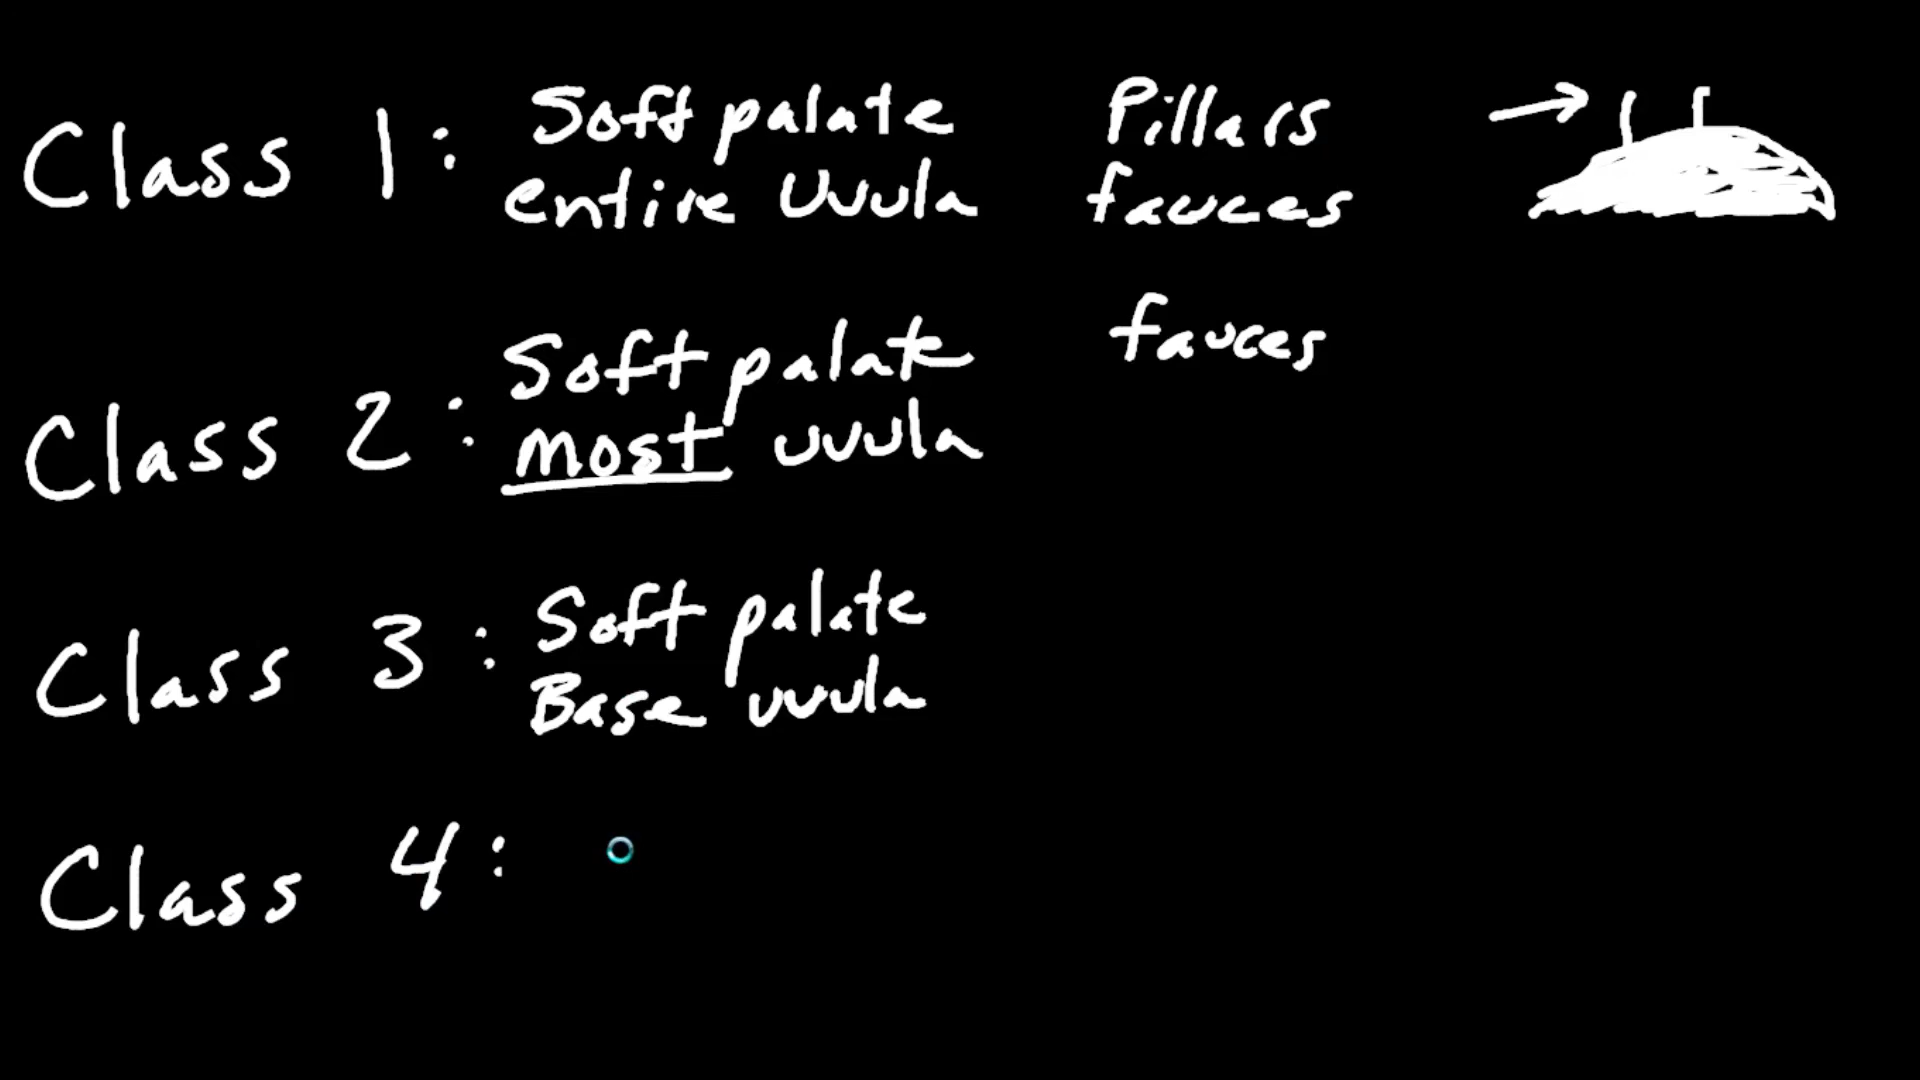 Class 1: Soft palate Pillars
entire Uvula fauces
Class 2: Soft palate fauces
most uvula
Class 3: Soft palate
Base uvula
Class 4: